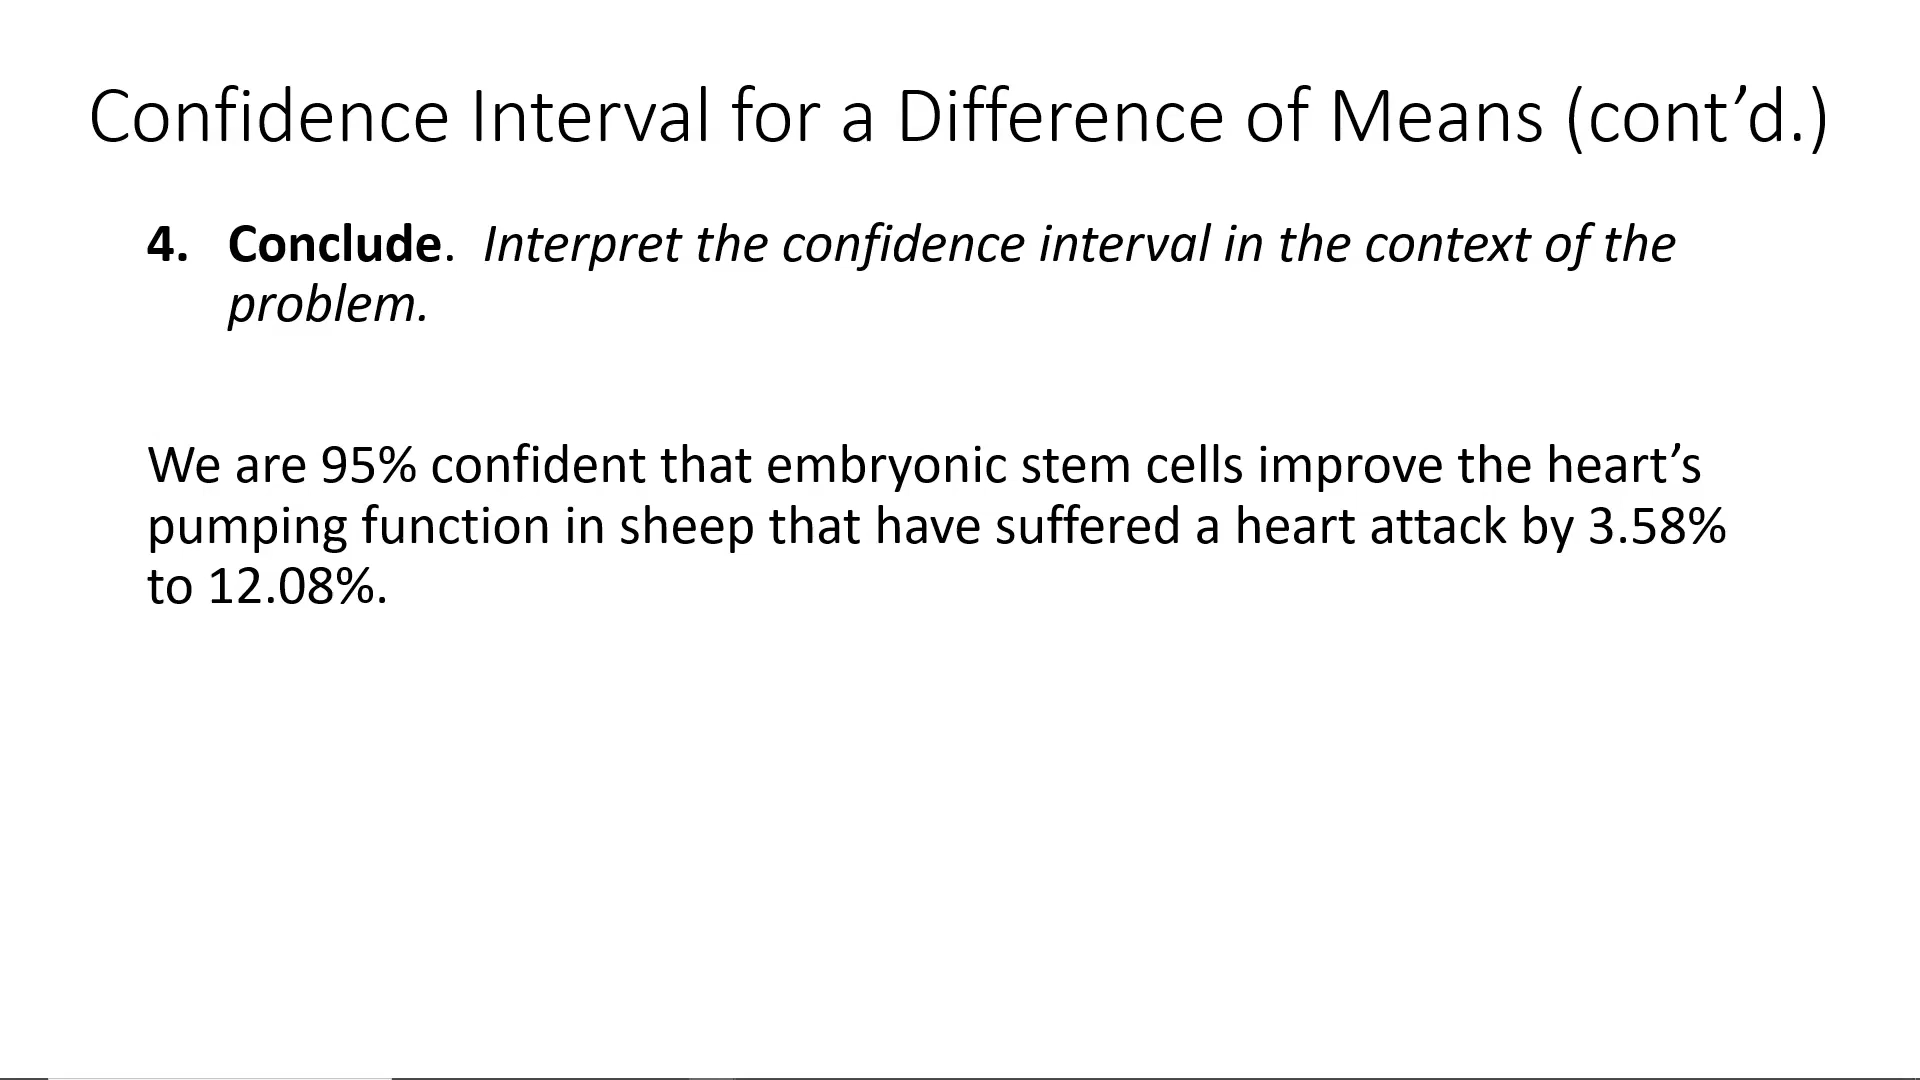 Confidence Interval for a Difference of Means (cont’d.)
4. Conclude. Interpret the confidence interval in the context of the
problem.
We are 95% confident that embryonic stem cells improve the heart’s
pumping function in sheep that have suffered a heart attack by 3.58%
to 12.08%.